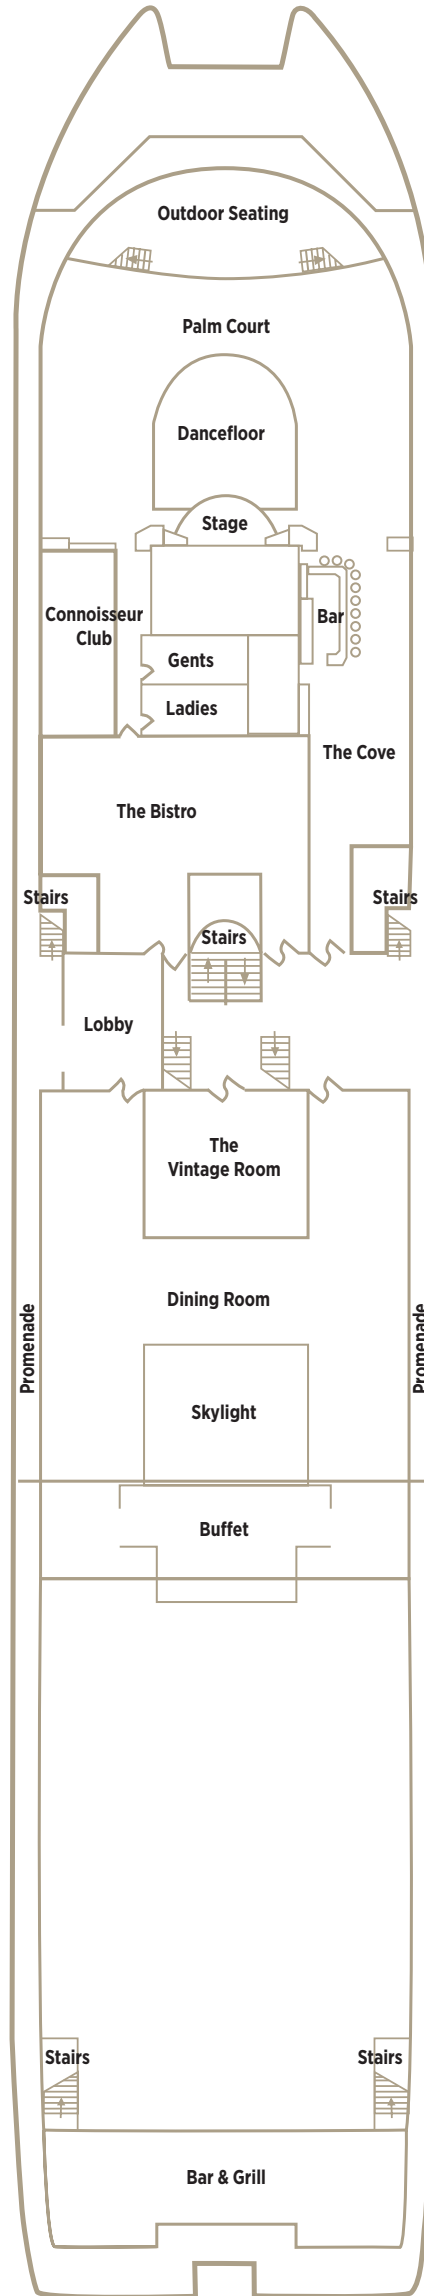 Outdoor Seating
Palm Court
Dancefloor
Stage
Connoisseur
Club
Bar
Gents
Ladies
The Cove
The Bistro
Stairs
Stairs
Stairs
Lobby
The
Vintage Room
Dining Room
Promenade
Promenade
Skylight
Buffet
Stairs
Stairs
Bar & Grill